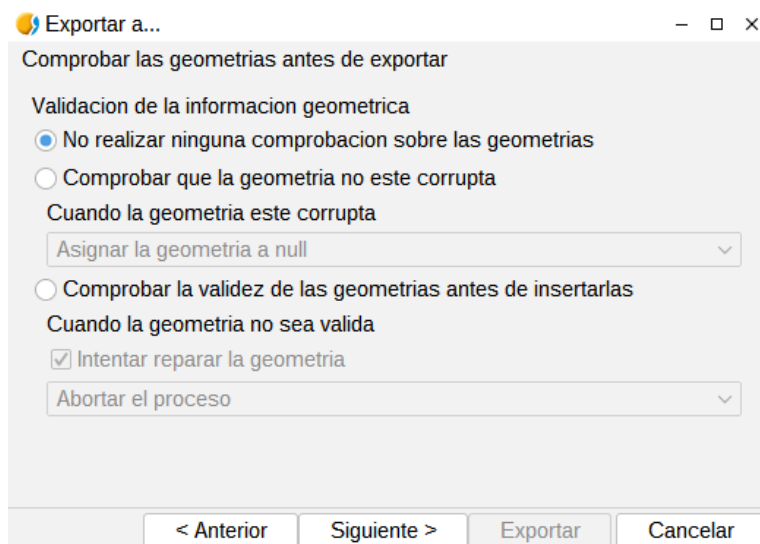 Exportar a...
Comprobar las geometrias antes de exportar
Validacion de la informacion geometrica
No realizar ninguna comprobacion sobre las geometrias
Comprobar que la geometria no este corrupta
Cuando la geometria este corrupta
Asignar la geometria a null
Comprobar la validez de las geometrias antes de insertarlas
Cuando la geometria no sea valida
Intentar reparar la geometria
Abortar el proceso
< Anterior Siguiente > Exportar Cancelar